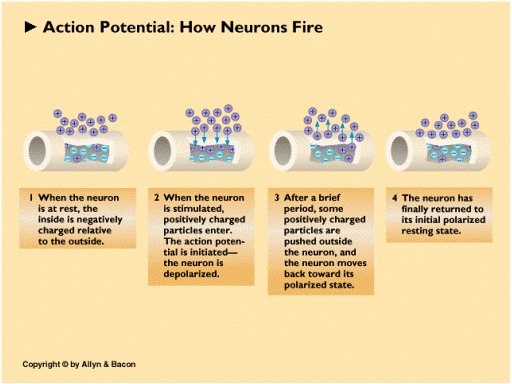 ► Action Potential: How Neurons Fire
1 When the neuron
is at rest, the
inside is negatively
charged relative
to the outside.
2 When the neuron
is stimulated,
positively charged
particles enter.
The action poten-
tial is initiated—
the neuron is
depolarized.
3 After a brief
period, some
positively charged
particles are
pushed outside
the neuron, and
the neuron moves
back toward its
polarized state.
4 The neuron has
finally returned to
its initial polarized
resting state.
Copyright © by Allyn & Bacon